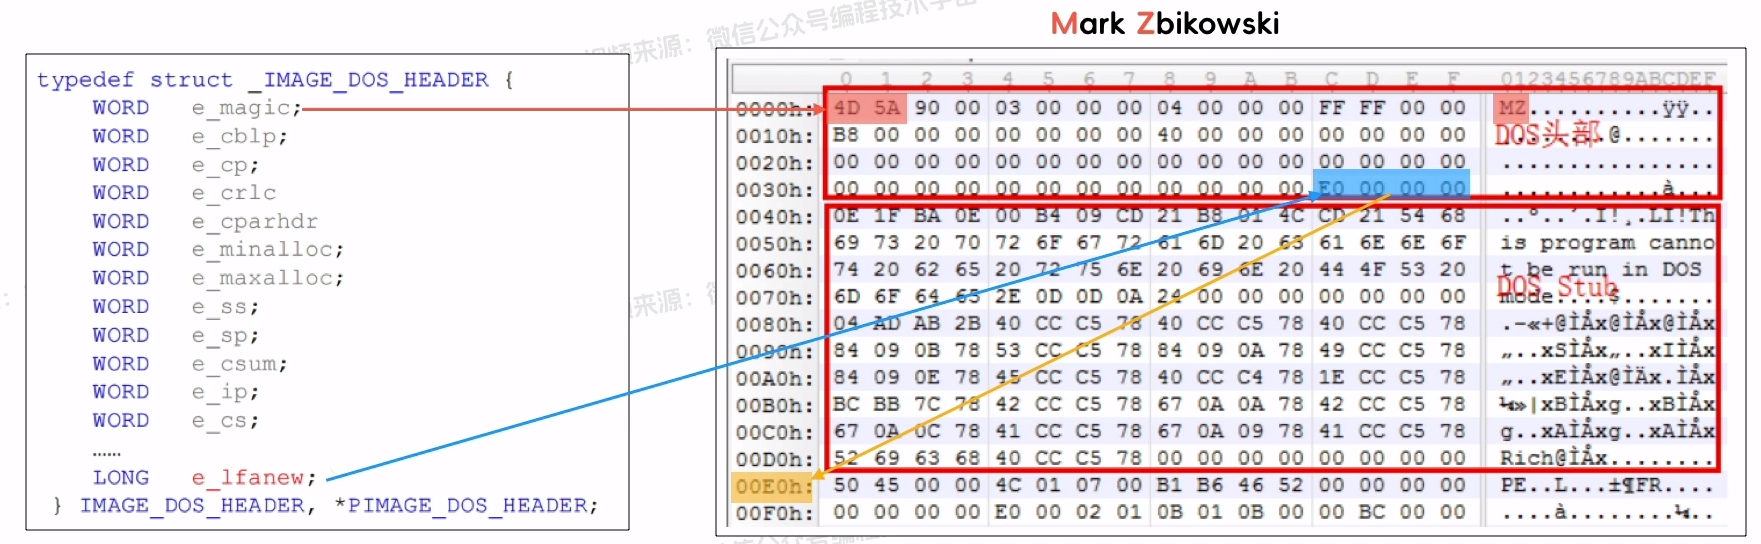 微信公众号编程技术宇宙
视频来源：
Mark Zbikowski
typedef struct _IMAGE_DOS_HEADER {
WORD e_magic;
WORD e_cblp;
WORD e_cp;
WORD e_crlc
WORD e_cparhdr
WORD e_minalloc;
WORD e_maxalloc;
WORD e_ss;
WORD e_sp;
WORD e_csum;
WORD e_ip;
WORD e_cs;
……
LONG e_lfanew;
} IMAGE_DOS_HEADER, *PIMAGE_DOS_HEADER;
0 1 2 3 4 5 6 7 8 9 A B C D E F 0123456789ABCDEF
0000h: 4D 5A 90 00 03 00 00 00 04 00 00 00 FF FF 00 00 MZ..........ÿÿ..
0010h: B8 00 00 00 00 00 00 00 40 00 00 00 00 00 00 00
DOS头部
0020h: 00 00 00 00 00 00 00 00 00 00 00 00 00 00 00 00 ................
0030h: 00 00 00 00 00 00 00 00 00 00 00 00 E0 00 00 00 ............à...
0040h: 0E 1F BA 0E 00 B4 09 CD 21 B8 01 4C CD 21 54 68 ..º..´.Í!¸.LÍ!Th
0050h: 69 73 20 70 72 6F 67 72 61 6D 20 63 61 6E 6E 6F is program canno
0060h: 74 20 62 65 20 72 75 6E 20 69 6E 20 44 4F 53 20 t be run in DOS
DOS Stub
0070h: 6D 6F 64 65 2E 0D 0D 0A 24 00 00 00 00 00 00 00 mode....$.......
0080h: 04 AD AB 2B 40 CC C5 78 40 CC C5 78 40 CC C5 78 .-«+@ÌÅx@ÌÅx@ÌÅx
0090h: 84 09 0B 78 53 CC C5 78 84 09 0A 78 49 CC C5 78 „..xSÌÅx„..xIÌÅx
00A0h: 84 09 0E 78 45 CC C5 78 40 CC C4 78 1E CC C5 78 „..xEÌÅx@ÌÄx.ÌÅx
00B0h: BC BB 7C 78 42 CC C5 78 67 0A 0A 78 42 CC C5 78 ¼»|xBÌÅxg..xBÌÅx
00C0h: 67 0A 0C 78 41 CC C5 78 67 0A 09 78 41 CC C5 78 g..xAÌÅxg..xAÌÅx
00D0h: 52 69 63 68 40 CC C5 78 00 00 00 00 00 00 00 00 Rich@ÌÅx........
00E0h: 50 45 00 00 4C 01 07 00 B1 B6 46 52 00 00 00 00 PE..L...±¶FR....
00F0h: 00 00 00 00 E0 00 02 01 0B 01 0B 00 00 BC 00 00 ....à........¼..